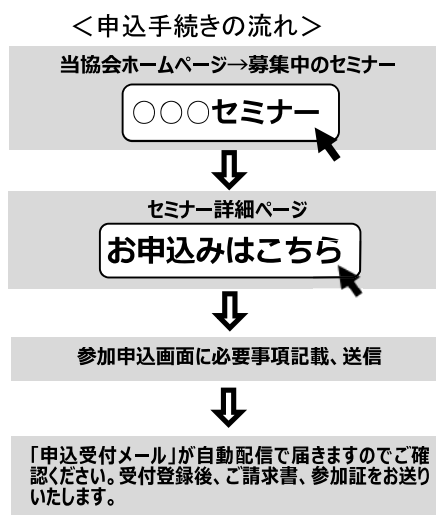 ＜申込手続きの流れ＞
当協会ホームページ→募集中のセミナー
○○○セミナー
セミナー詳細ページ
お申込みはこちら
参加申込画面に必要事項記載、送信
「申込受付メール」が自動配信で届きますのでご確
認ください。受付登録後、ご請求書、参加証をお送り
いたします。